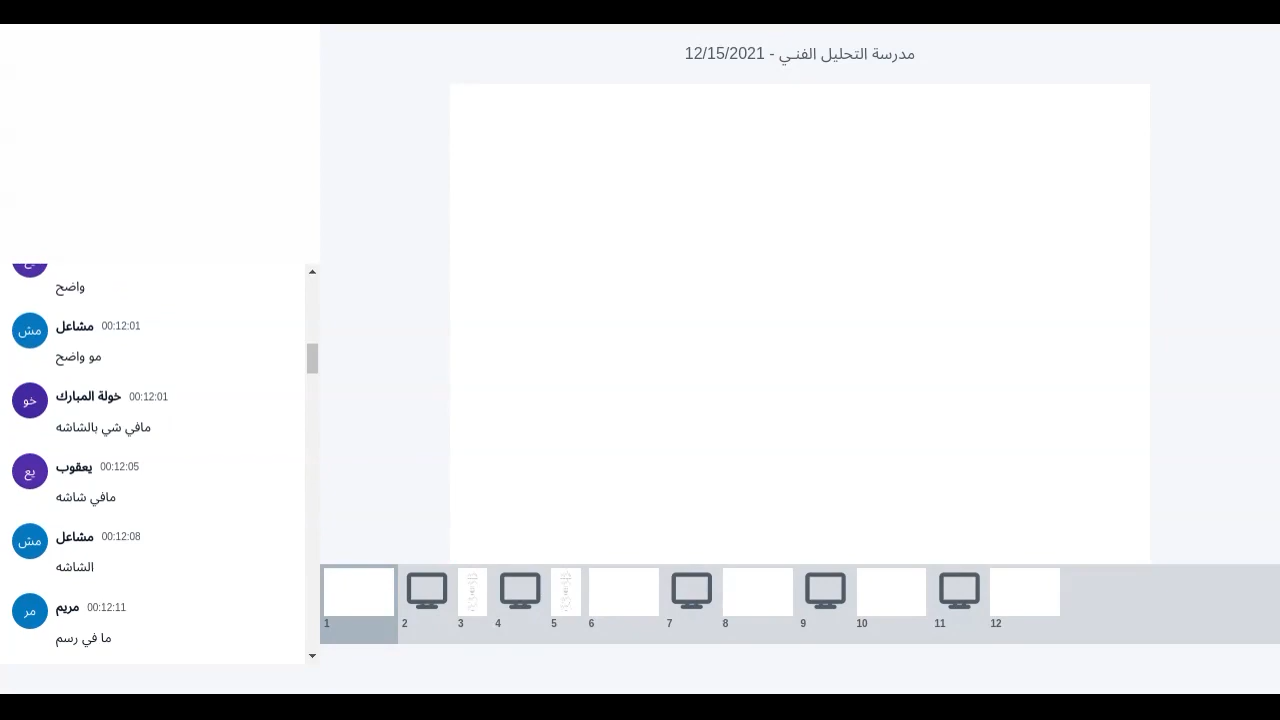 مدرسة التحليل الفنـي - 12/15/2021
واضح
مش
مشاعل 00:12:01
مو واضح
خو
خولة المبارك 00:12:01
مافي شي بالشاشه
يع
يعقوب 00:12:05
مافي شاشه
مش
مشاعل 00:12:08
الشاشه
مر
مريم 00:12:11
ما في رسم
1 2 3 4 5 6 7 8 9 10 11 12